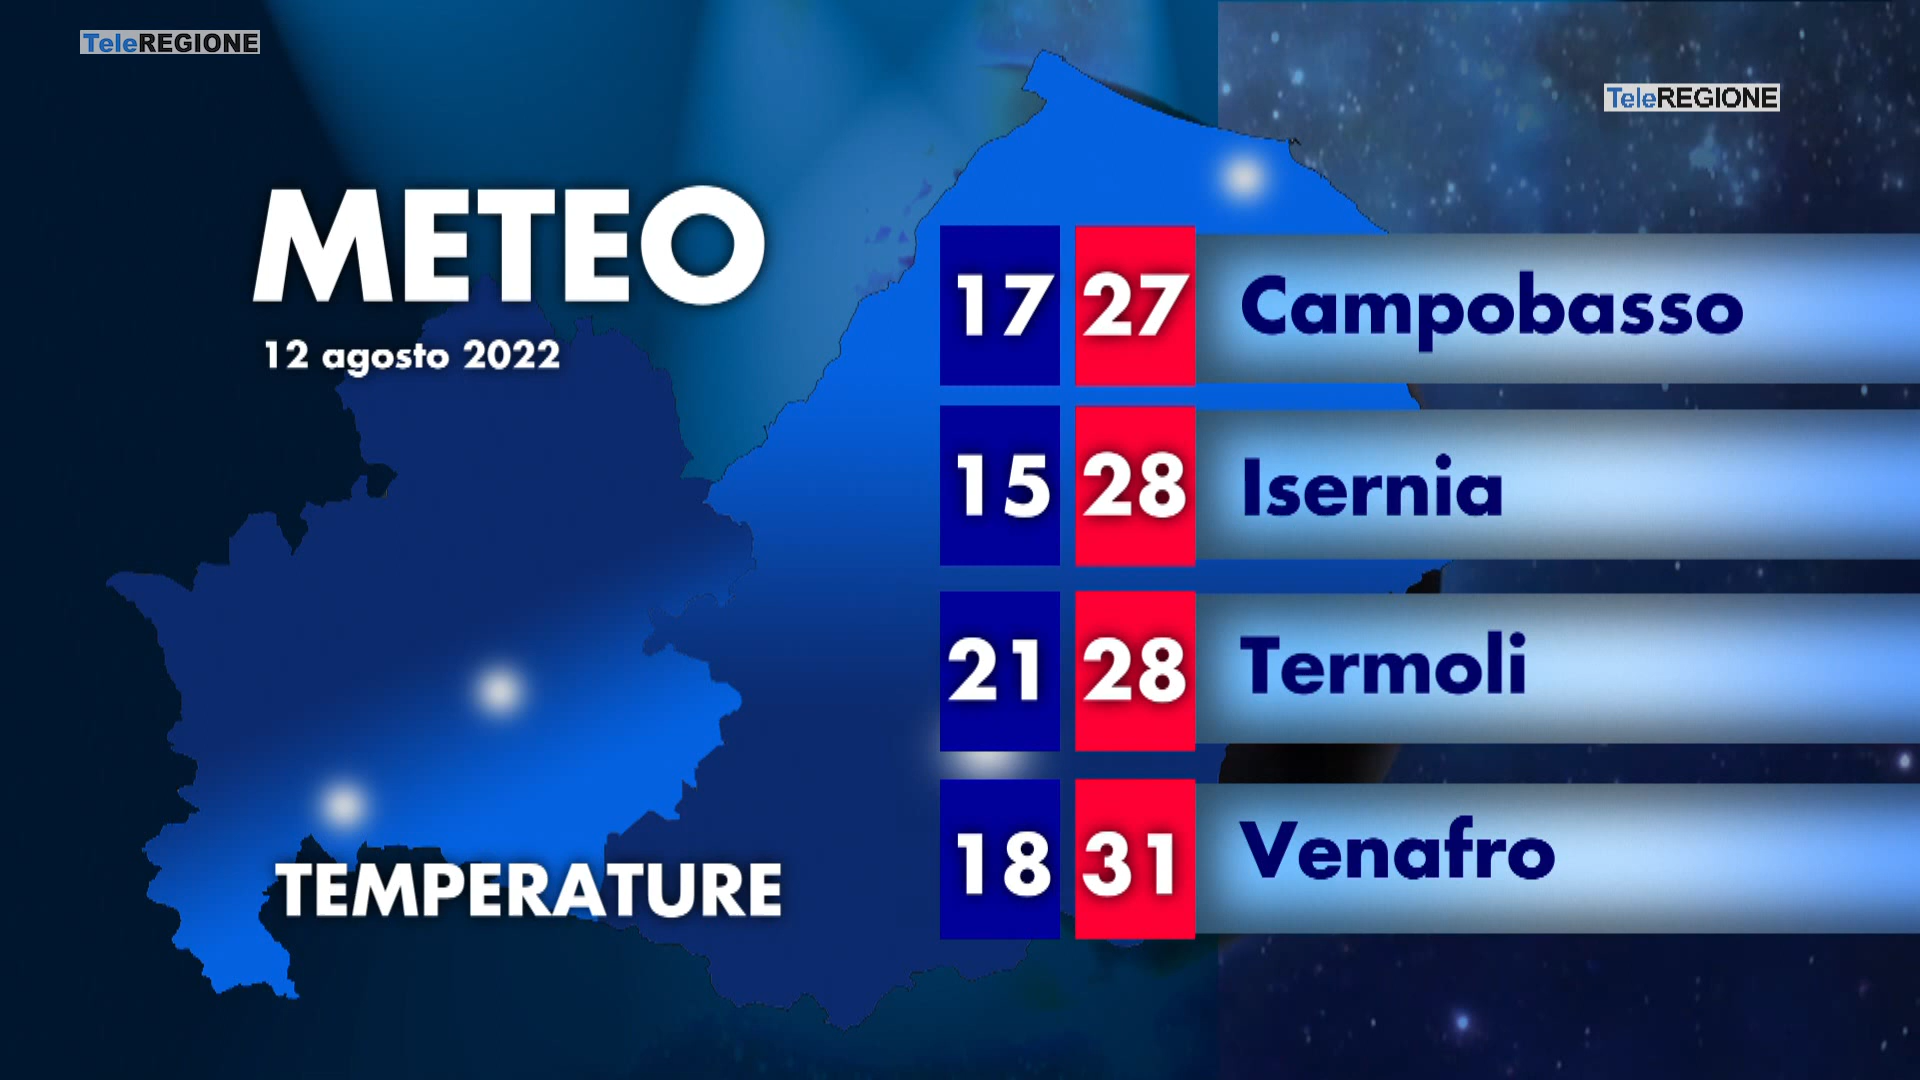 TeleREGIONE
TeleREGIONE
METEO
12 agosto 2022
17 27 Campobasso
15 28 Isernia
21 28 Termoli
18 31 Venafro
TEMPERATURE